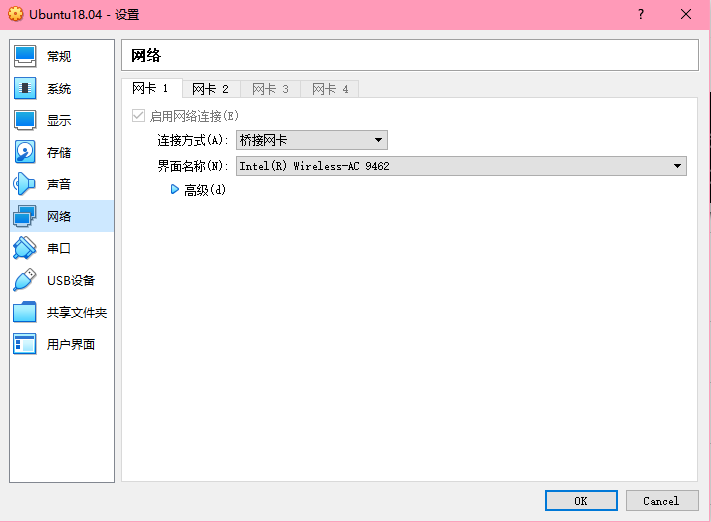 Ubuntu18.04 - 设置
?
常规
系统
显示
存储
声音
网络
串口
USB设备
共享文件夹
用户界面
网络
网卡 1 网卡 2 网卡 3 网卡 4
启用网络连接(E)
连接方式(A): 桥接网卡
界面名称(N): Intel(R) Wireless-AC 9462
高级(d)
OK Cancel